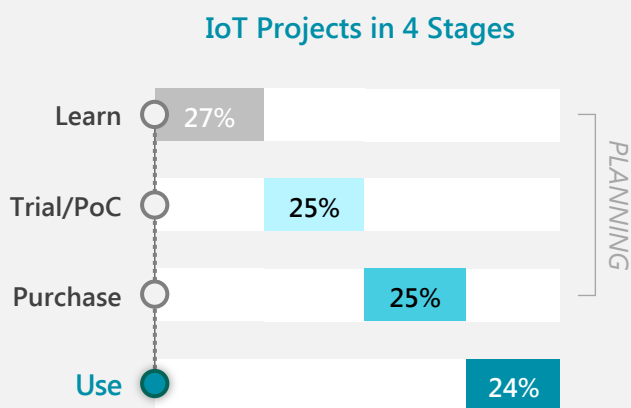 IoT Projects in 4 Stages
Learn 27%
Trial/PoC 25%
Purchase 25%
Use 24%
PLANNING